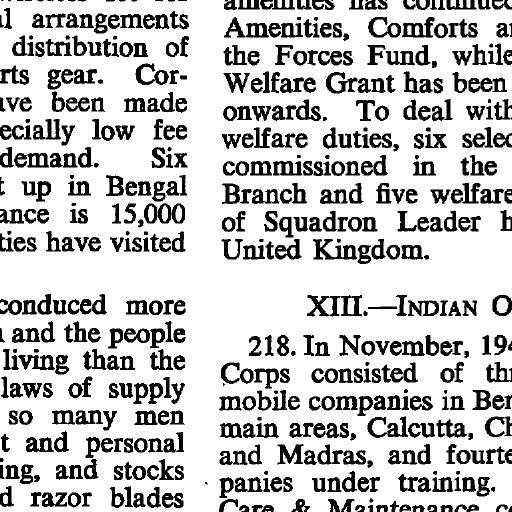 al arrangements
distribution of
rts gear. Cor-
ave been made
ecially low fee
demand. Six
t up in Bengal
ance is 15,000
ties have visited
conduced more
and the people
living than the
laws of supply
so many men
t and personal
ing, and stocks
d razor blades
amenities has continued
Amenities, Comforts a
the Forces Fund, while
Welfare Grant has been
onwards. To deal with
welfare duties, six selec
commissioned in the
Branch and five welfare
of Squadron Leader h
United Kingdom.
XIII.—INDIAN O
218. In November, 194
Corps consisted of th
mobile companies in Ben
main areas, Calcutta, Ch
and Madras, and fourte
panies under training.
Care & Maintenance co